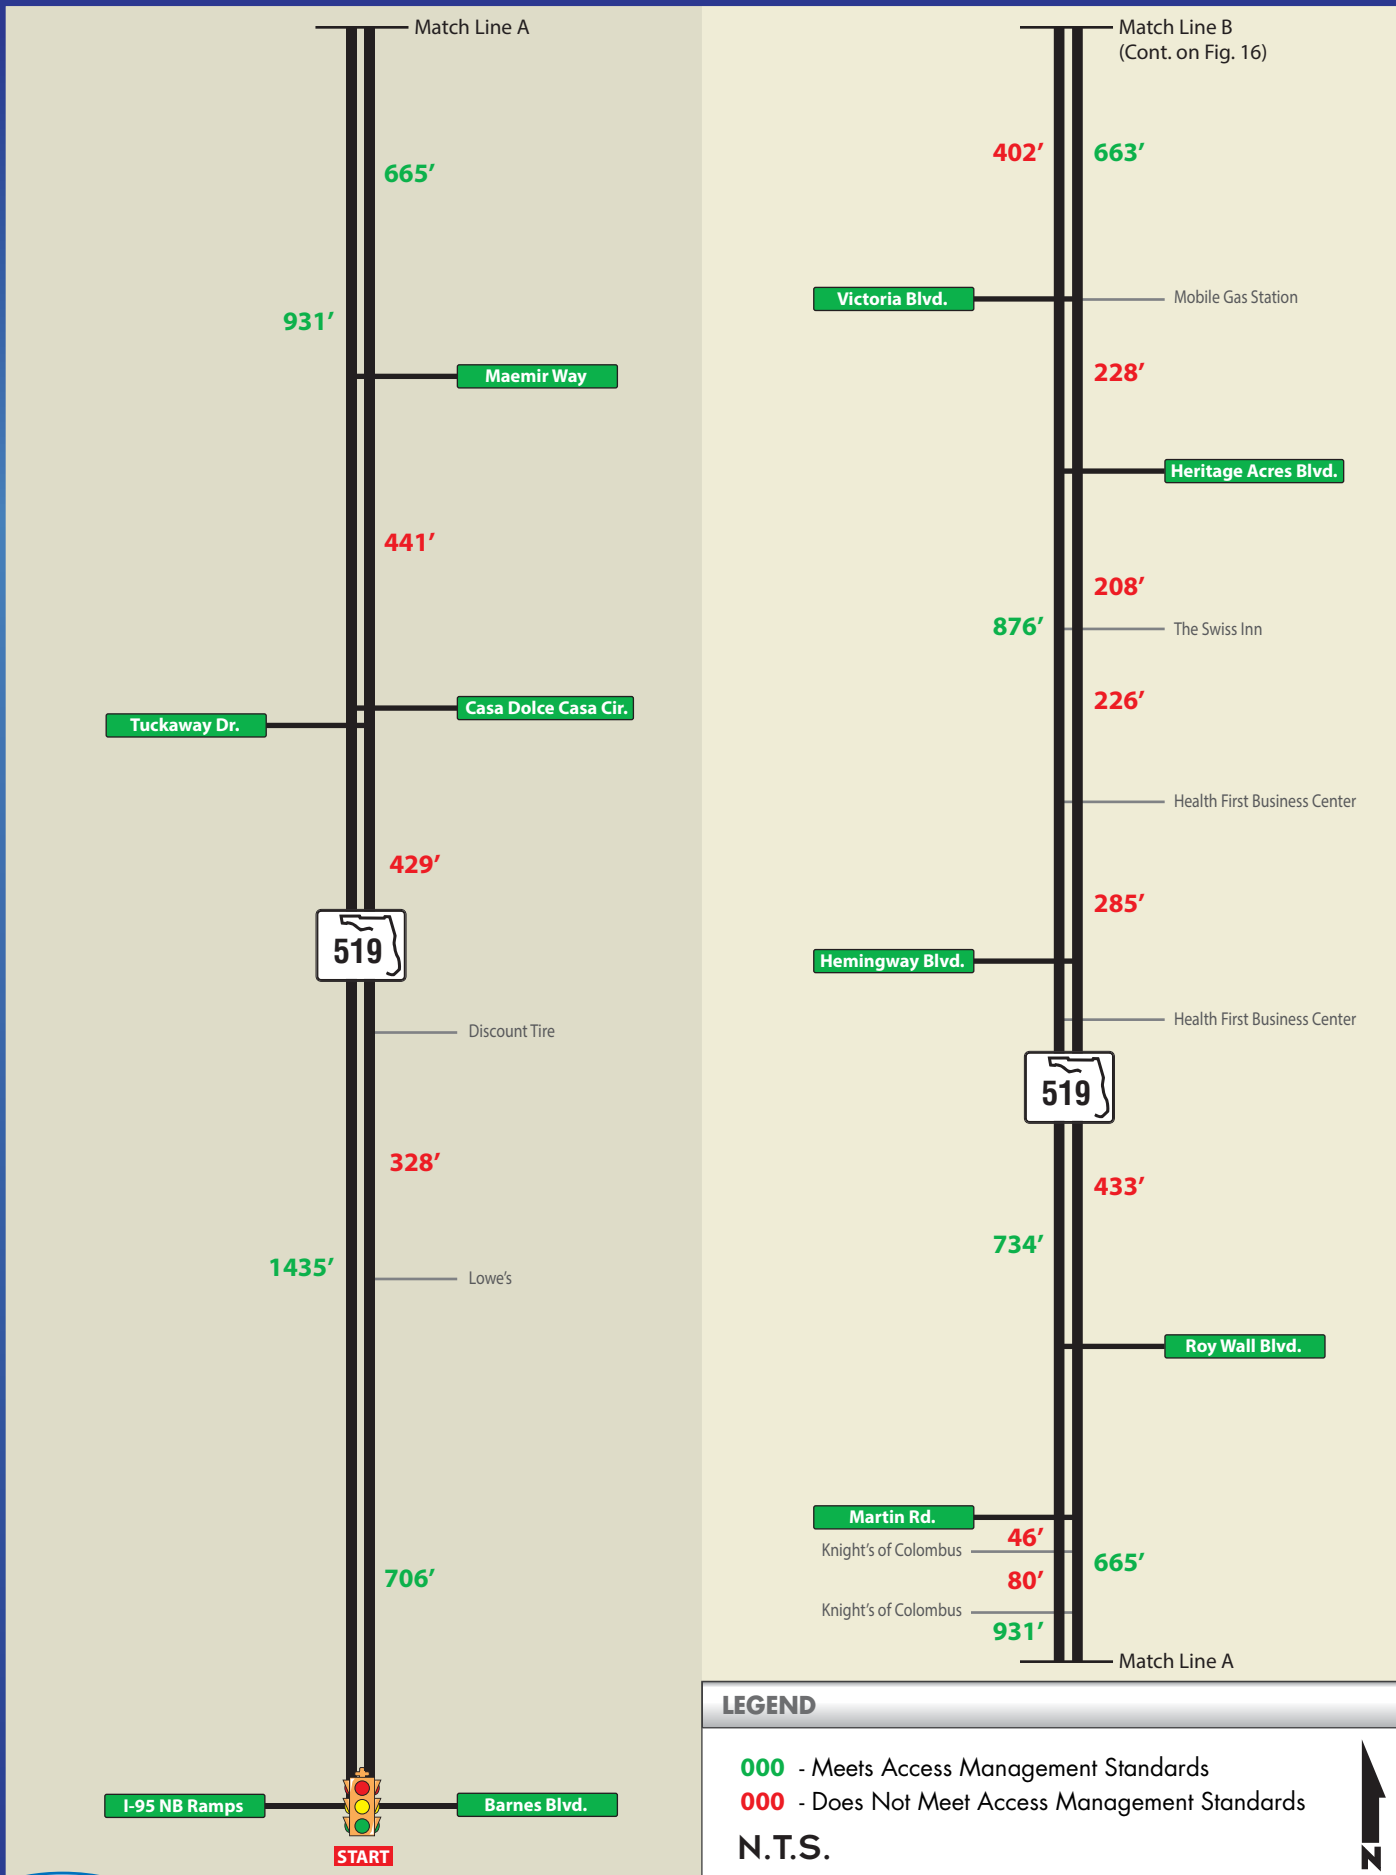 Match Line A
665’
931’
Maemir Way
441’
Casa Dolce Casa Cir.
Tuckaway Dr.
429’
519
Discount Tire
328’
1435’
Lowe's
706’
I-95 NB Ramps
Barnes Blvd.
START
Match Line B
(Cont. on Fig. 16)
402’ 663’
Victoria Blvd.
Mobile Gas Station
228’
Heritage Acres Blvd.
208’
876’
The Swiss Inn
226’
Health First Business Center
285’
Hemingway Blvd.
Health First Business Center
519
433’
734’
Roy Wall Blvd.
Martin Rd.
46’
Knight's of Colombus
665’
80’
Knight's of Colombus
931’
Match Line A
LEGEND
000 - Meets Access Management Standards
000 - Does Not Meet Access Management Standards
N.T.S.
N